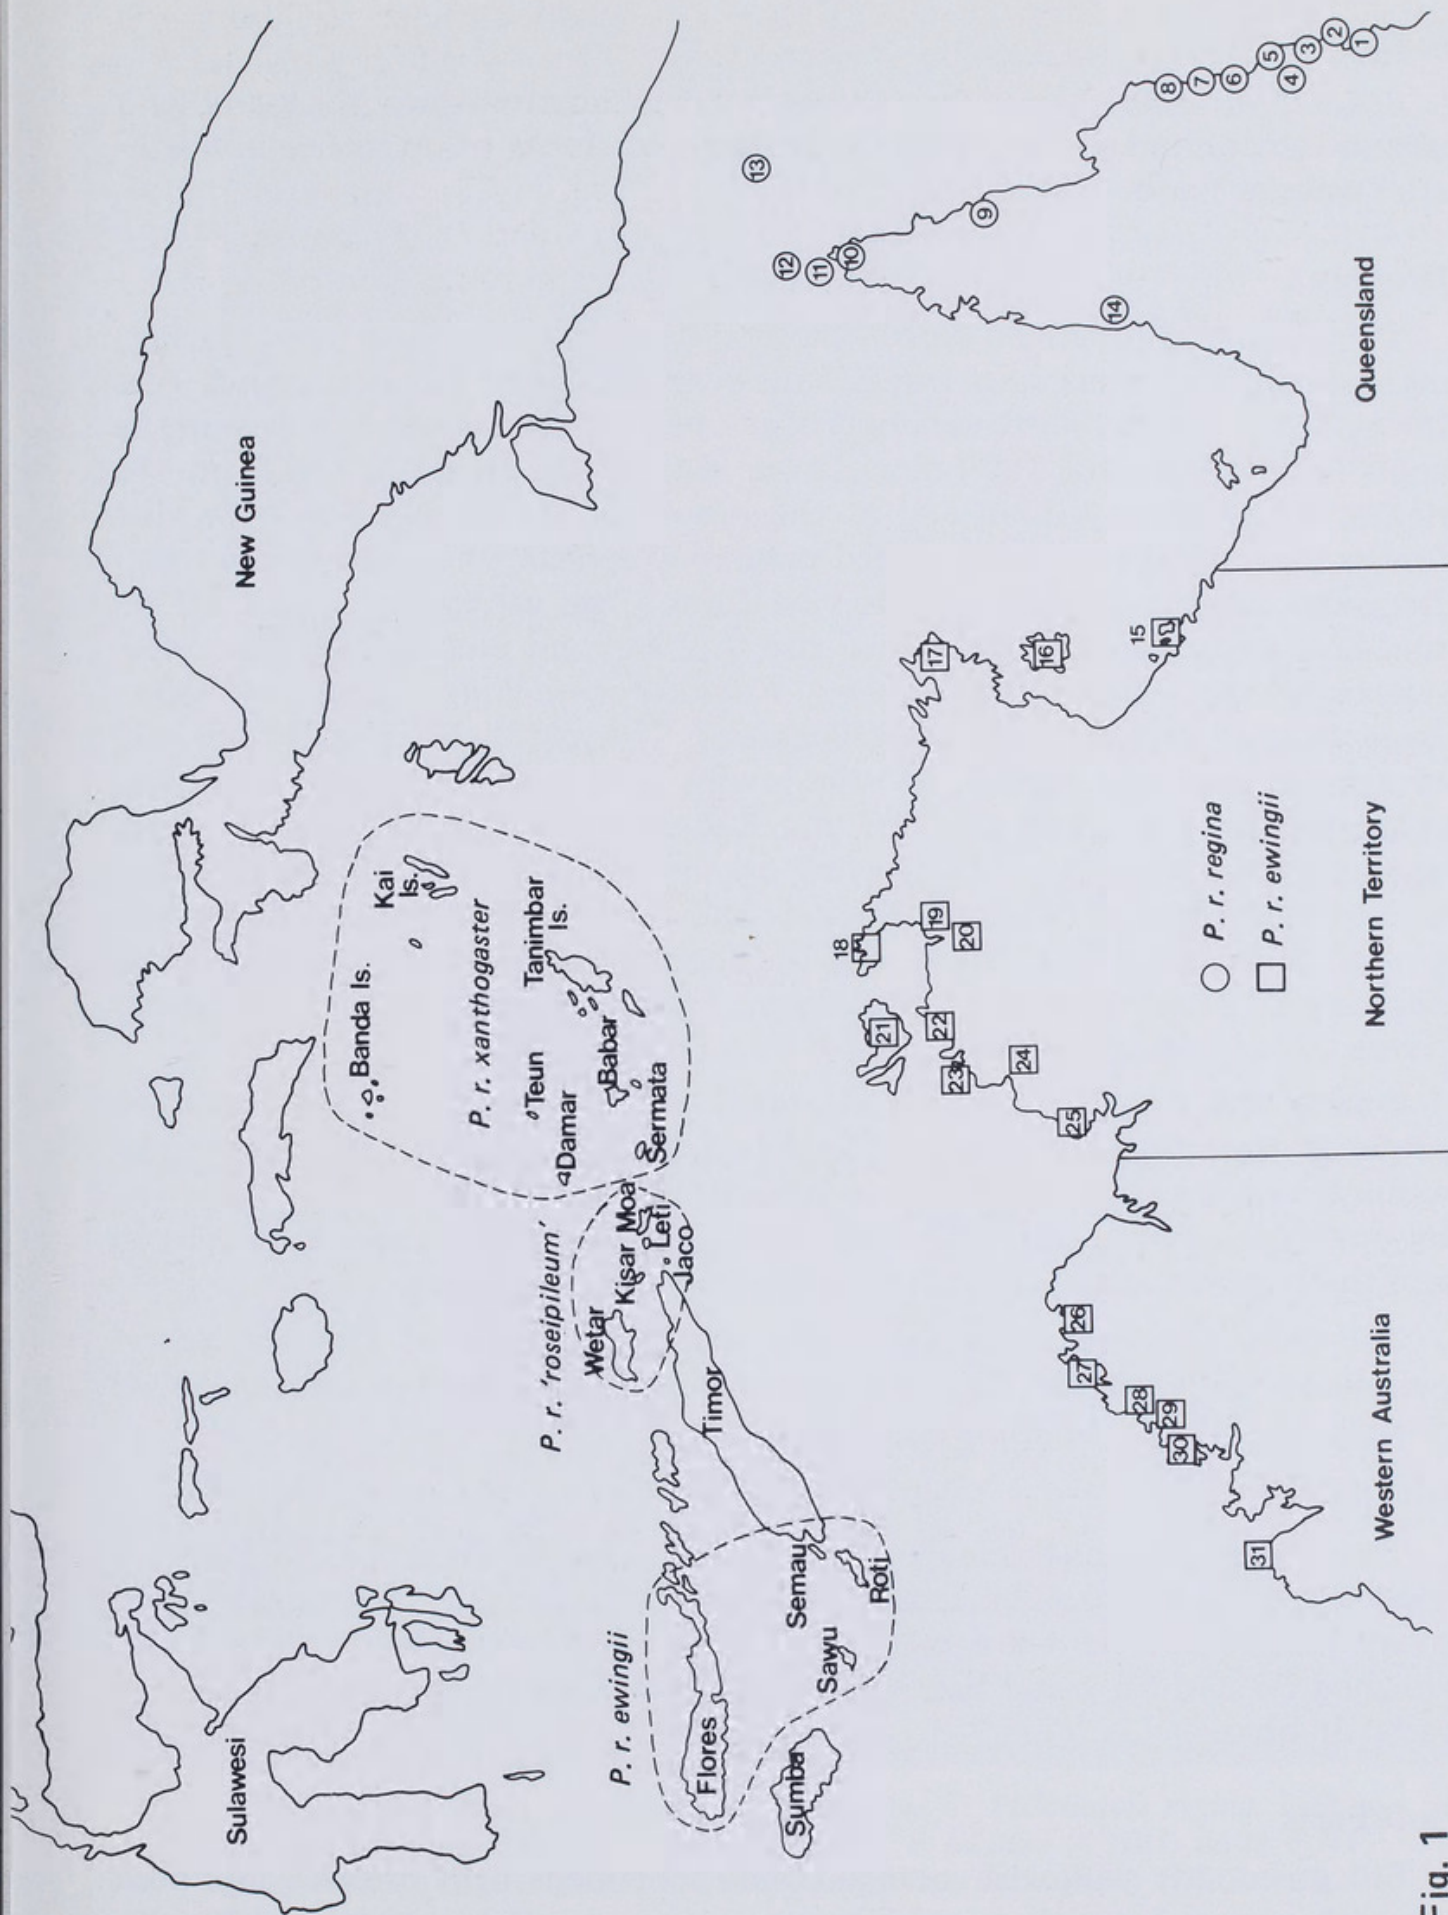 Sulawesi
New Guinea
Banda Is.
Kai
Is.
P. r. xanthogaster
Tanimbar
Is.
Teun
Damar
Babar
Sermata
P. r. 'roseipileum'
Wetar
Kisar
Moa
Leti
Jaco
Timor
P. r. ewingii
Flores
Semau
Roti
Sawu
Sumba
13
12
11
10
9
8
7
6
5
4
3
2
1
14
15
16
17
18
19
20
21
22
23
24
25
26
27
28
29
30
31
P. r. regina
P. r. ewingii
Western Australia
Northern Territory
Queensland
Fig. 1